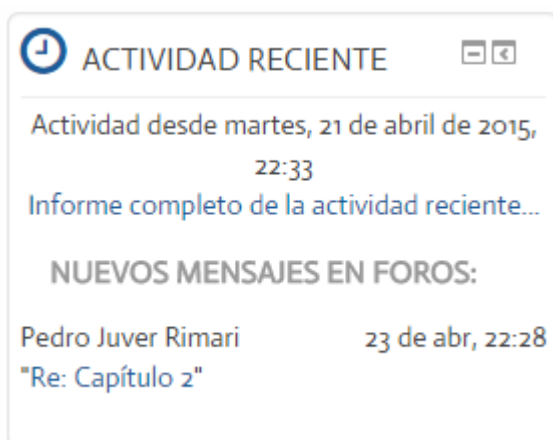 ACTIVIDAD RECIENTE
Actividad desde martes, 21 de abril de 2015,
22:33
Informe completo de la actividad reciente...
NUEVOS MENSAJES EN FOROS:
Pedro Juver Rimari 23 de abr, 22:28
"Re: Capítulo 2"